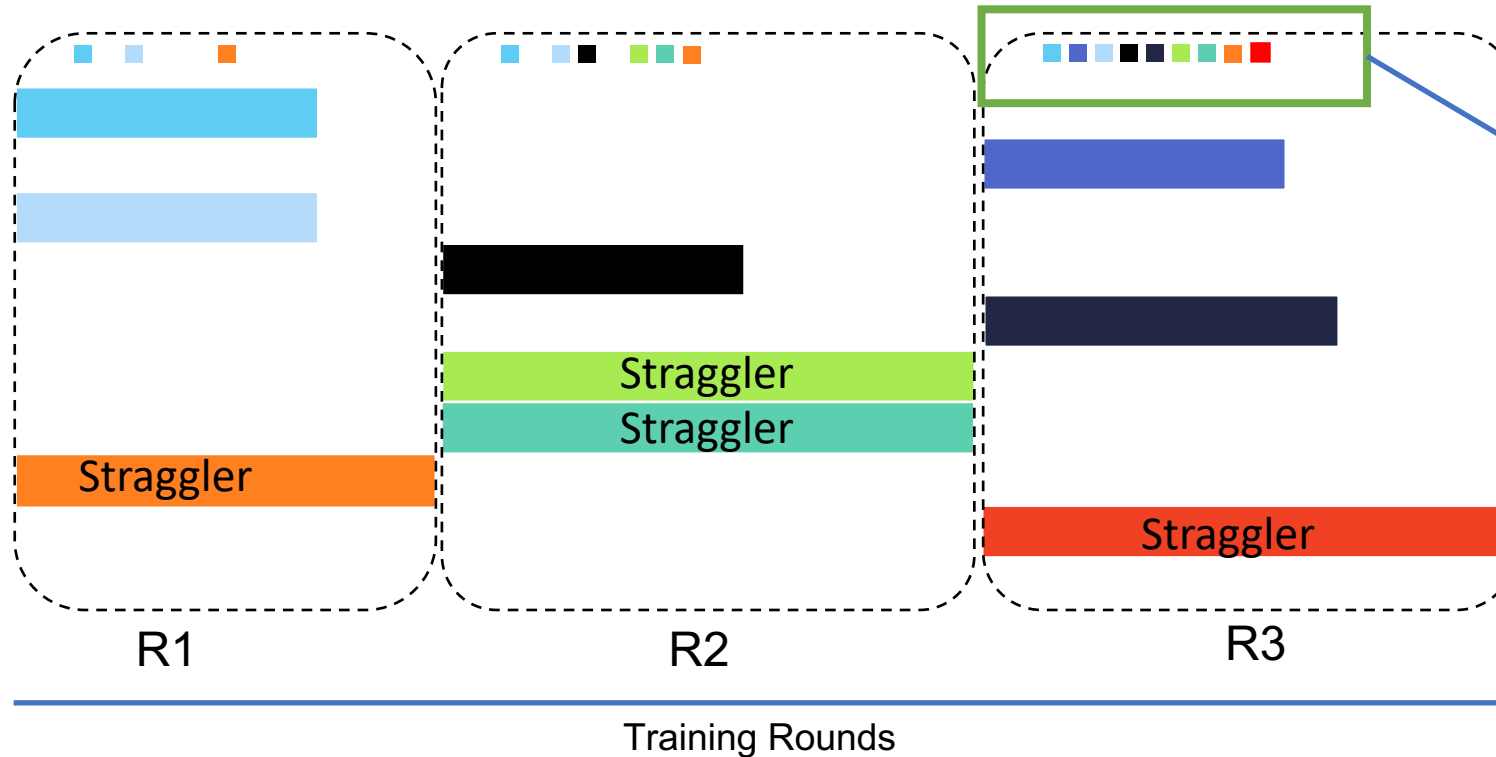 Straggler
Straggler
Straggler
Straggler
R1
R2
R3
Training Rounds